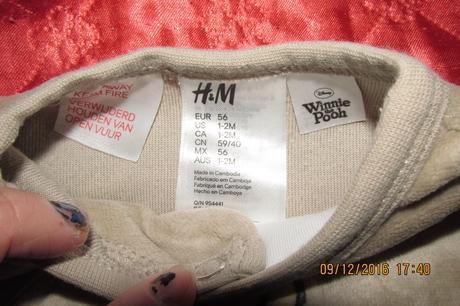 AWAY
FROM FIRE
VERWIJDERD
HOUDEN VAN
OPEN VUUR
H&M
EUR 56
US 1-2M
CA 1-2M
CN 59/40
MX 56
AUS 1-2M
Made in Cambodia
Fabricado em Camboja
Fabriqué en Cambodge
Hecho en Camboya
O/N 954441
Disney
Winnie
the
Pooh
09/12/2016 17:40